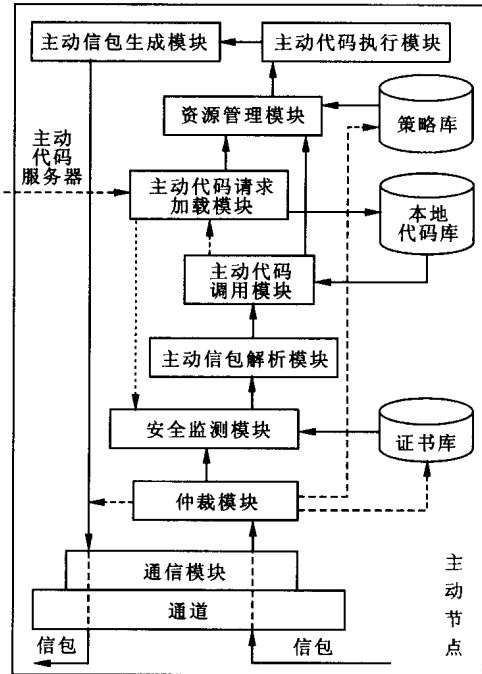 主动信包生成模块
主动代码执行模块
资源管理模块
策略库
主动
代码
服务器
主动代码请求
加载模块
本地
代码库
主动代码
调用模块
主动信包解析模块
安全监测模块
证书库
仲裁模块
通信模块
通道
信包
信包
主动节点